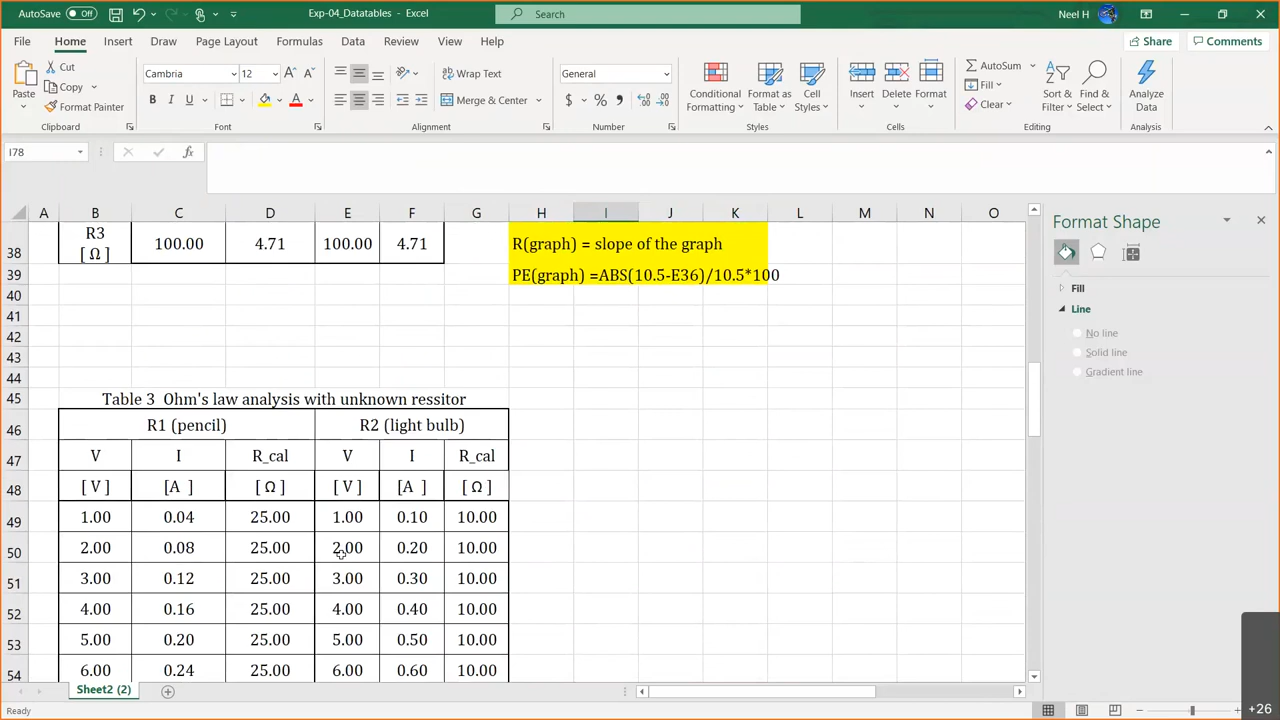 AutoSave Off Exp-04_Datatables - Excel Search Neel H
File Home Insert Draw Page Layout Formulas Data Review View Help Share Comments
Paste Cut Copy Format Painter Clipboard
Cambria 12 B I U A A A Font
Wrap Text Merge & Center Alignment
General $ % , Number
Conditional Formatting Format as Table Cell Styles Styles
Insert Delete Format Cells
AutoSum Fill Clear Sort & Filter Find & Select Editing
Analyze Data Analysis
I78 fx
A B C D E F G H I J K L M N O
38 R3 [ Ω ] 100.00 4.71 100.00 4.71 R(graph) = slope of the graph
39 PE(graph) =ABS(10.5-E36)/10.5*100
40
41
42
43
44
45 Table 3 Ohm's law analysis with unknown ressitor
46 R1 (pencil) R2 (light bulb)
47 V I R_cal V I R_cal
48 [ V ] [A ] [ Ω ] [ V ] [A ] [ Ω ]
49 1.00 0.04 25.00 1.00 0.10 10.00
50 2.00 0.08 25.00 2.00 0.20 10.00
51 3.00 0.12 25.00 3.00 0.30 10.00
52 4.00 0.16 25.00 4.00 0.40 10.00
53 5.00 0.20 25.00 5.00 0.50 10.00
54 6.00 0.24 25.00 6.00 0.60 10.00
Format Shape
Fill
Line
No line
Solid line
Gradient line
Sheet2 (2)
Ready
+26